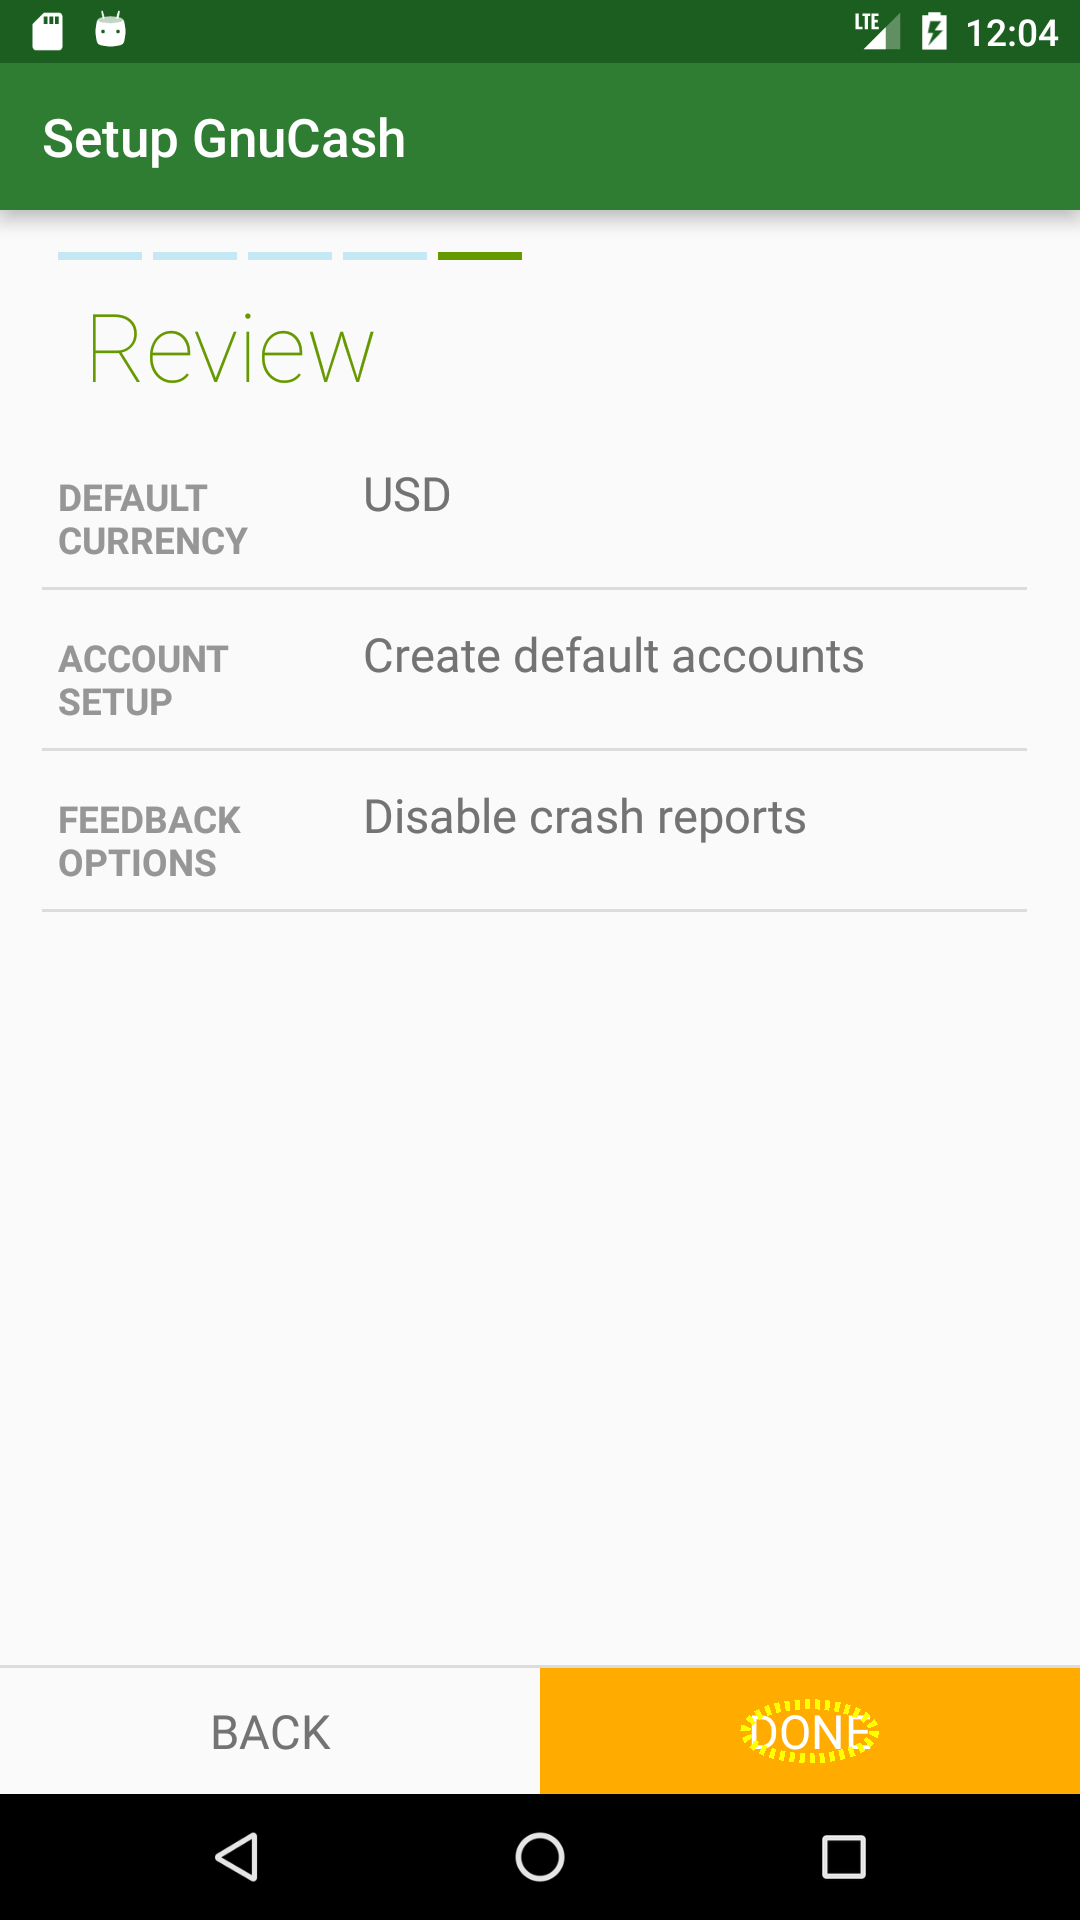 LTE 12:04
Setup GnuCash
Review
DEFAULT CURRENCY
USD
ACCOUNT SETUP
Create default accounts
FEEDBACK OPTIONS
Disable crash reports
BACK
DONE